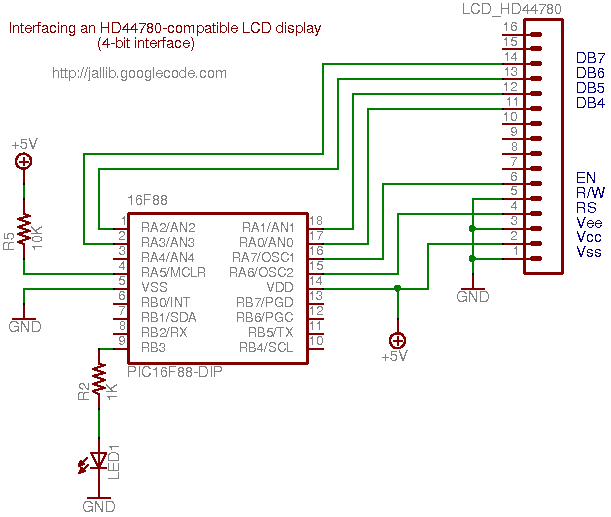 Interfacing an HD44780-compatible LCD display
(4-bit interface)
http://jallib.googlecode.com
LCD_HD44780
16
15
14 DB7
13 DB6
12 DB5
11 DB4
10
9
8
7
6 EN
5 R/W
4 RS
3 Vee
2 Vcc
1 Vss
GND
+5V
R5
10K
GND
16F88
1 RA2/AN2 RA1/AN1 18
2 RA3/AN3 RA0/AN0 17
3 RA4/AN4 RA7/OSC1 16
4 RA5/MCLR RA6/OSC2 15
5 VSS VDD 14
6 RB0/INT RB7/PGD 13
7 RB1/SDA RB6/PGC 12
8 RB2/RX RB5/TX 11
9 RB3 RB4/SCL 10
PIC16F88-DIP
+5V
R2
1K
LED1
GND